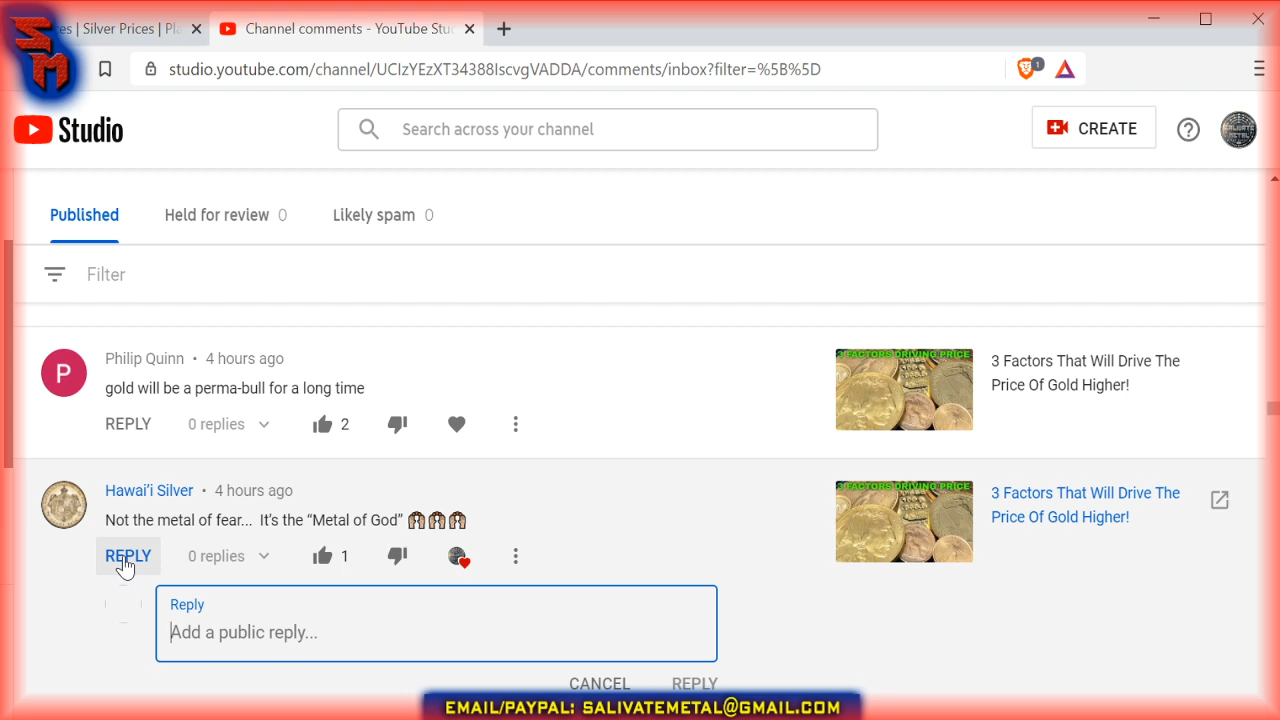 SM
ces | Silver Prices | Pla
Channel comments - YouTube Stud
studio.youtube.com/channel/UCIzYEzXT34388IscvgVADDA/comments/inbox?filter=%5B%5D
1
Studio
Search across your channel
CREATE
Published
Held for review 0
Likely spam 0
Filter
P
Philip Quinn • 4 hours ago
gold will be a perma-bull for a long time
REPLY 0 replies 2
3 FACTORS DRIVING PRICE
3 Factors That Will Drive The
Price Of Gold Higher!
Hawai’i Silver • 4 hours ago
Not the metal of fear... It's the “Metal of God”
REPLY 0 replies 1
3 FACTORS DRIVING PRICE
3 Factors That Will Drive The
Price Of Gold Higher!
Reply
Add a public reply...
CANCEL REPLY
EMAIL/PAYPAL: SALIVATEMETAL@GMAIL.COM